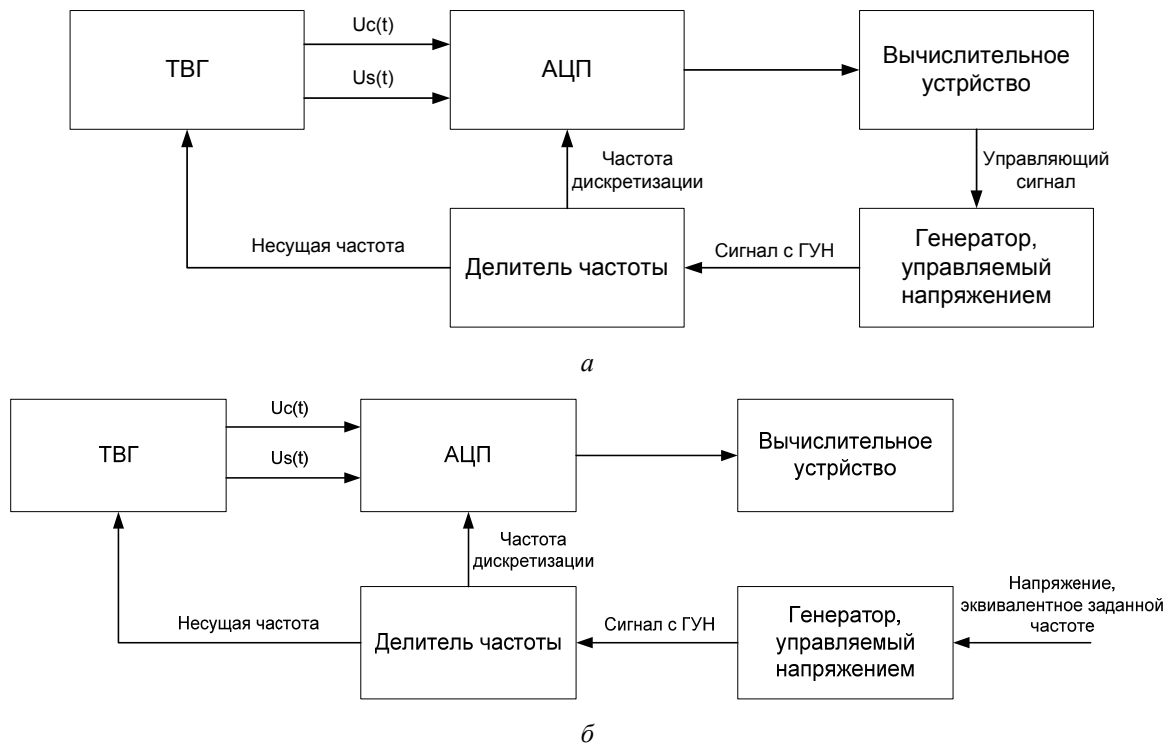 Uc(t)
Us(t)
ТВГ
АЦП
Вычислительное
устрйство
Частота
дискретизации
Управляющий
сигнал
Несущая частота
Делитель частоты
Сигнал с ГУН
Генератор,
управляемый
напряжением
а
Uc(t)
Us(t)
ТВГ
АЦП
Вычислительное
устрйство
Частота
дискретизации
Напряжение,
эквивалентное заданной
частоте
Несущая частота
Делитель частоты
Сигнал с ГУН
Генератор,
управляемый
напряжением
б